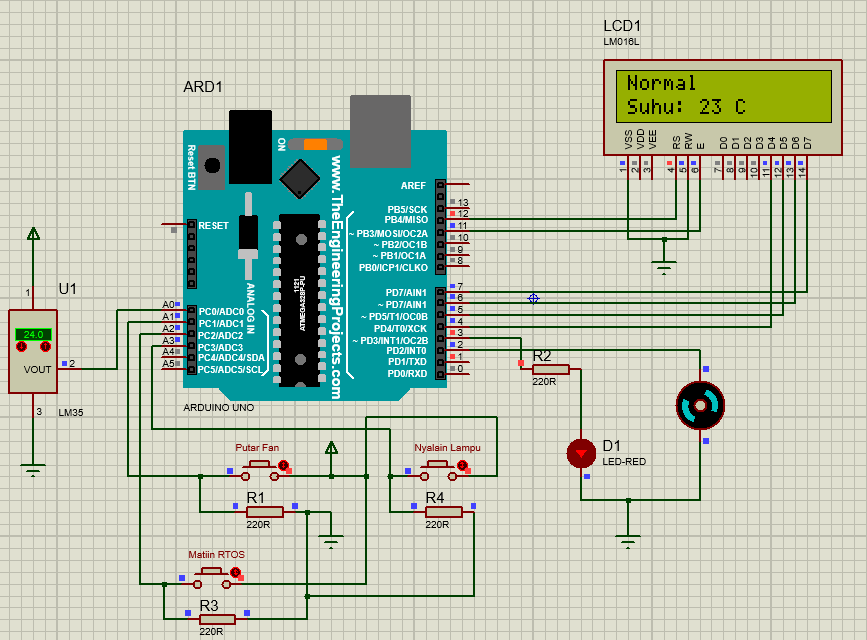 LCD1
LM016L
Normal
Suhu: 23 C
VSS
VDD
VEE
RS
RW
E
D0
D1
D2
D3
D4
D5
D6
D7
1
2
3
4
5
6
7
8
9
10
11
12
13
14
ARD1
Reset BTN
ON
www.TheEngineeringProjects.com
1121
ATMEGA328P-PU
ANALOG IN
RESET
AREF
PB5/SCK
PB4/MISO
~ PB3/MOSI/OC2A
~ PB2/OC1B
~ PB1/OC1A
PB0/ICP1/CLKO
13
12
11
10
9
8
PD7/AIN1
~ PD7/AIN1
~ PD5/T1/OC0B
PD4/T0/XCK
~ PD3/INT1/OC2B
PD2/INT0
PD1/TXD
PD0/RXD
7
6
5
4
3
2
1
0
A0
A1
A2
A3
A4
A5
PC0/ADC0
PC1/ADC1
PC2/ADC2
PC3/ADC3
PC4/ADC4/SDA
PC5/ADC5/SCL
ARDUINO UNO
U1
1
24.0
VOUT
2
3
LM35
R2
220R
D1
LED-RED
Putar Fan
Nyalain Lampu
R1
220R
R4
220R
Matiin RTOS
R3
220R